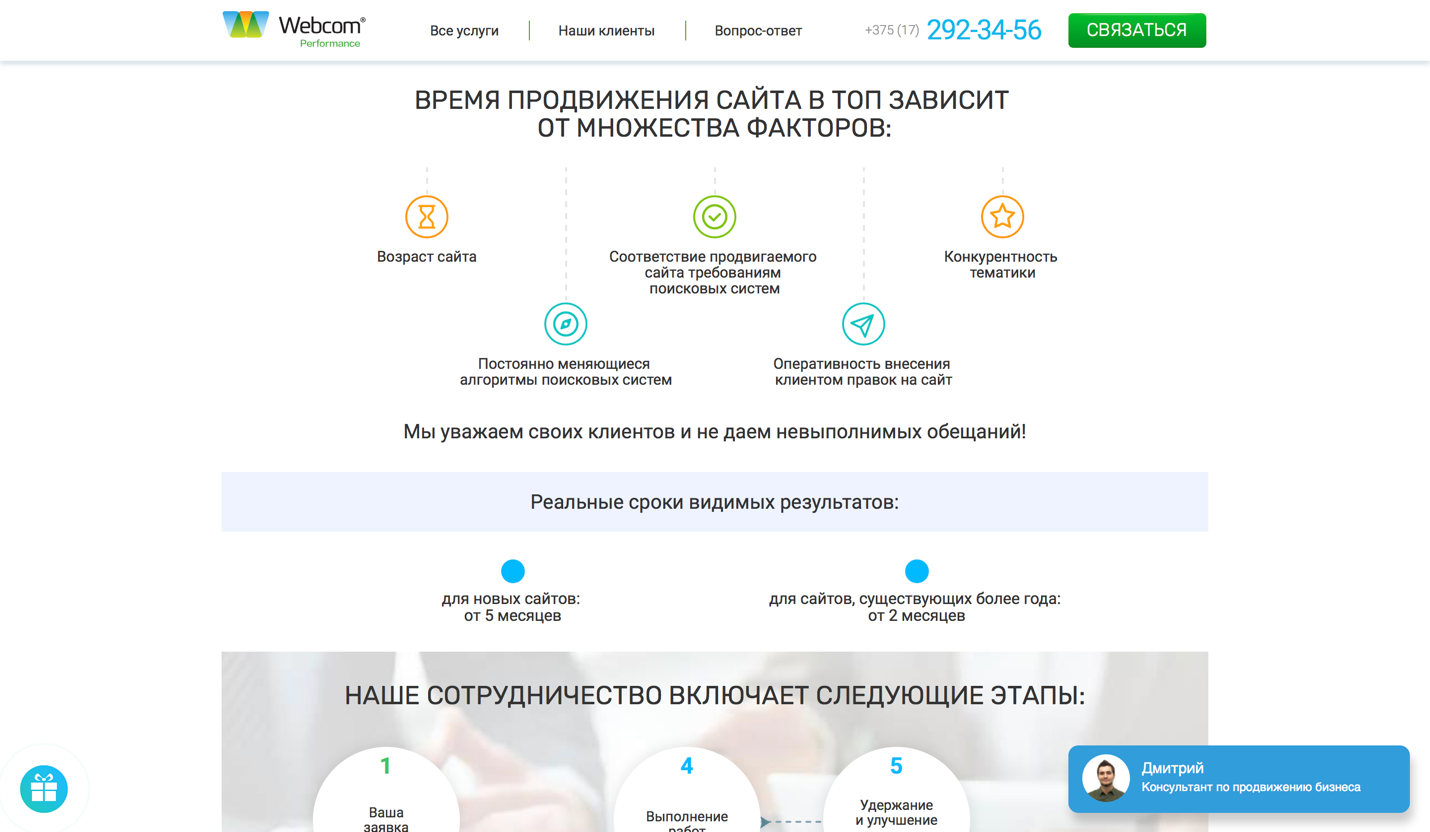 Webcom®
Performance
Все услуги
Наши клиенты
Вопрос-ответ
+375 (17) 292-34-56
СВЯЗАТЬСЯ
ВРЕМЯ ПРОДВИЖЕНИЯ САЙТА В ТОП ЗАВИСИТ
ОТ МНОЖЕСТВА ФАКТОРОВ:
Возраст сайта
Соответствие продвигаемого
сайта требованиям
поисковых систем
Конкурентность
тематики
Постоянно меняющиеся
алгоритмы поисковых систем
Оперативность внесения
клиентом правок на сайт
Мы уважаем своих клиентов и не даем невыполнимых обещаний!
Реальные сроки видимых результатов:
для новых сайтов:
от 5 месяцев
для сайтов, существующих более года:
от 2 месяцев
НАШЕ СОТРУДНИЧЕСТВО ВКЛЮЧАЕТ СЛЕДУЮЩИЕ ЭТАПЫ:
1
Ваша
заявка
4
Выполнение
работ
5
Удержание
и улучшение
Дмитрий
Консультант по продвижению бизнеса